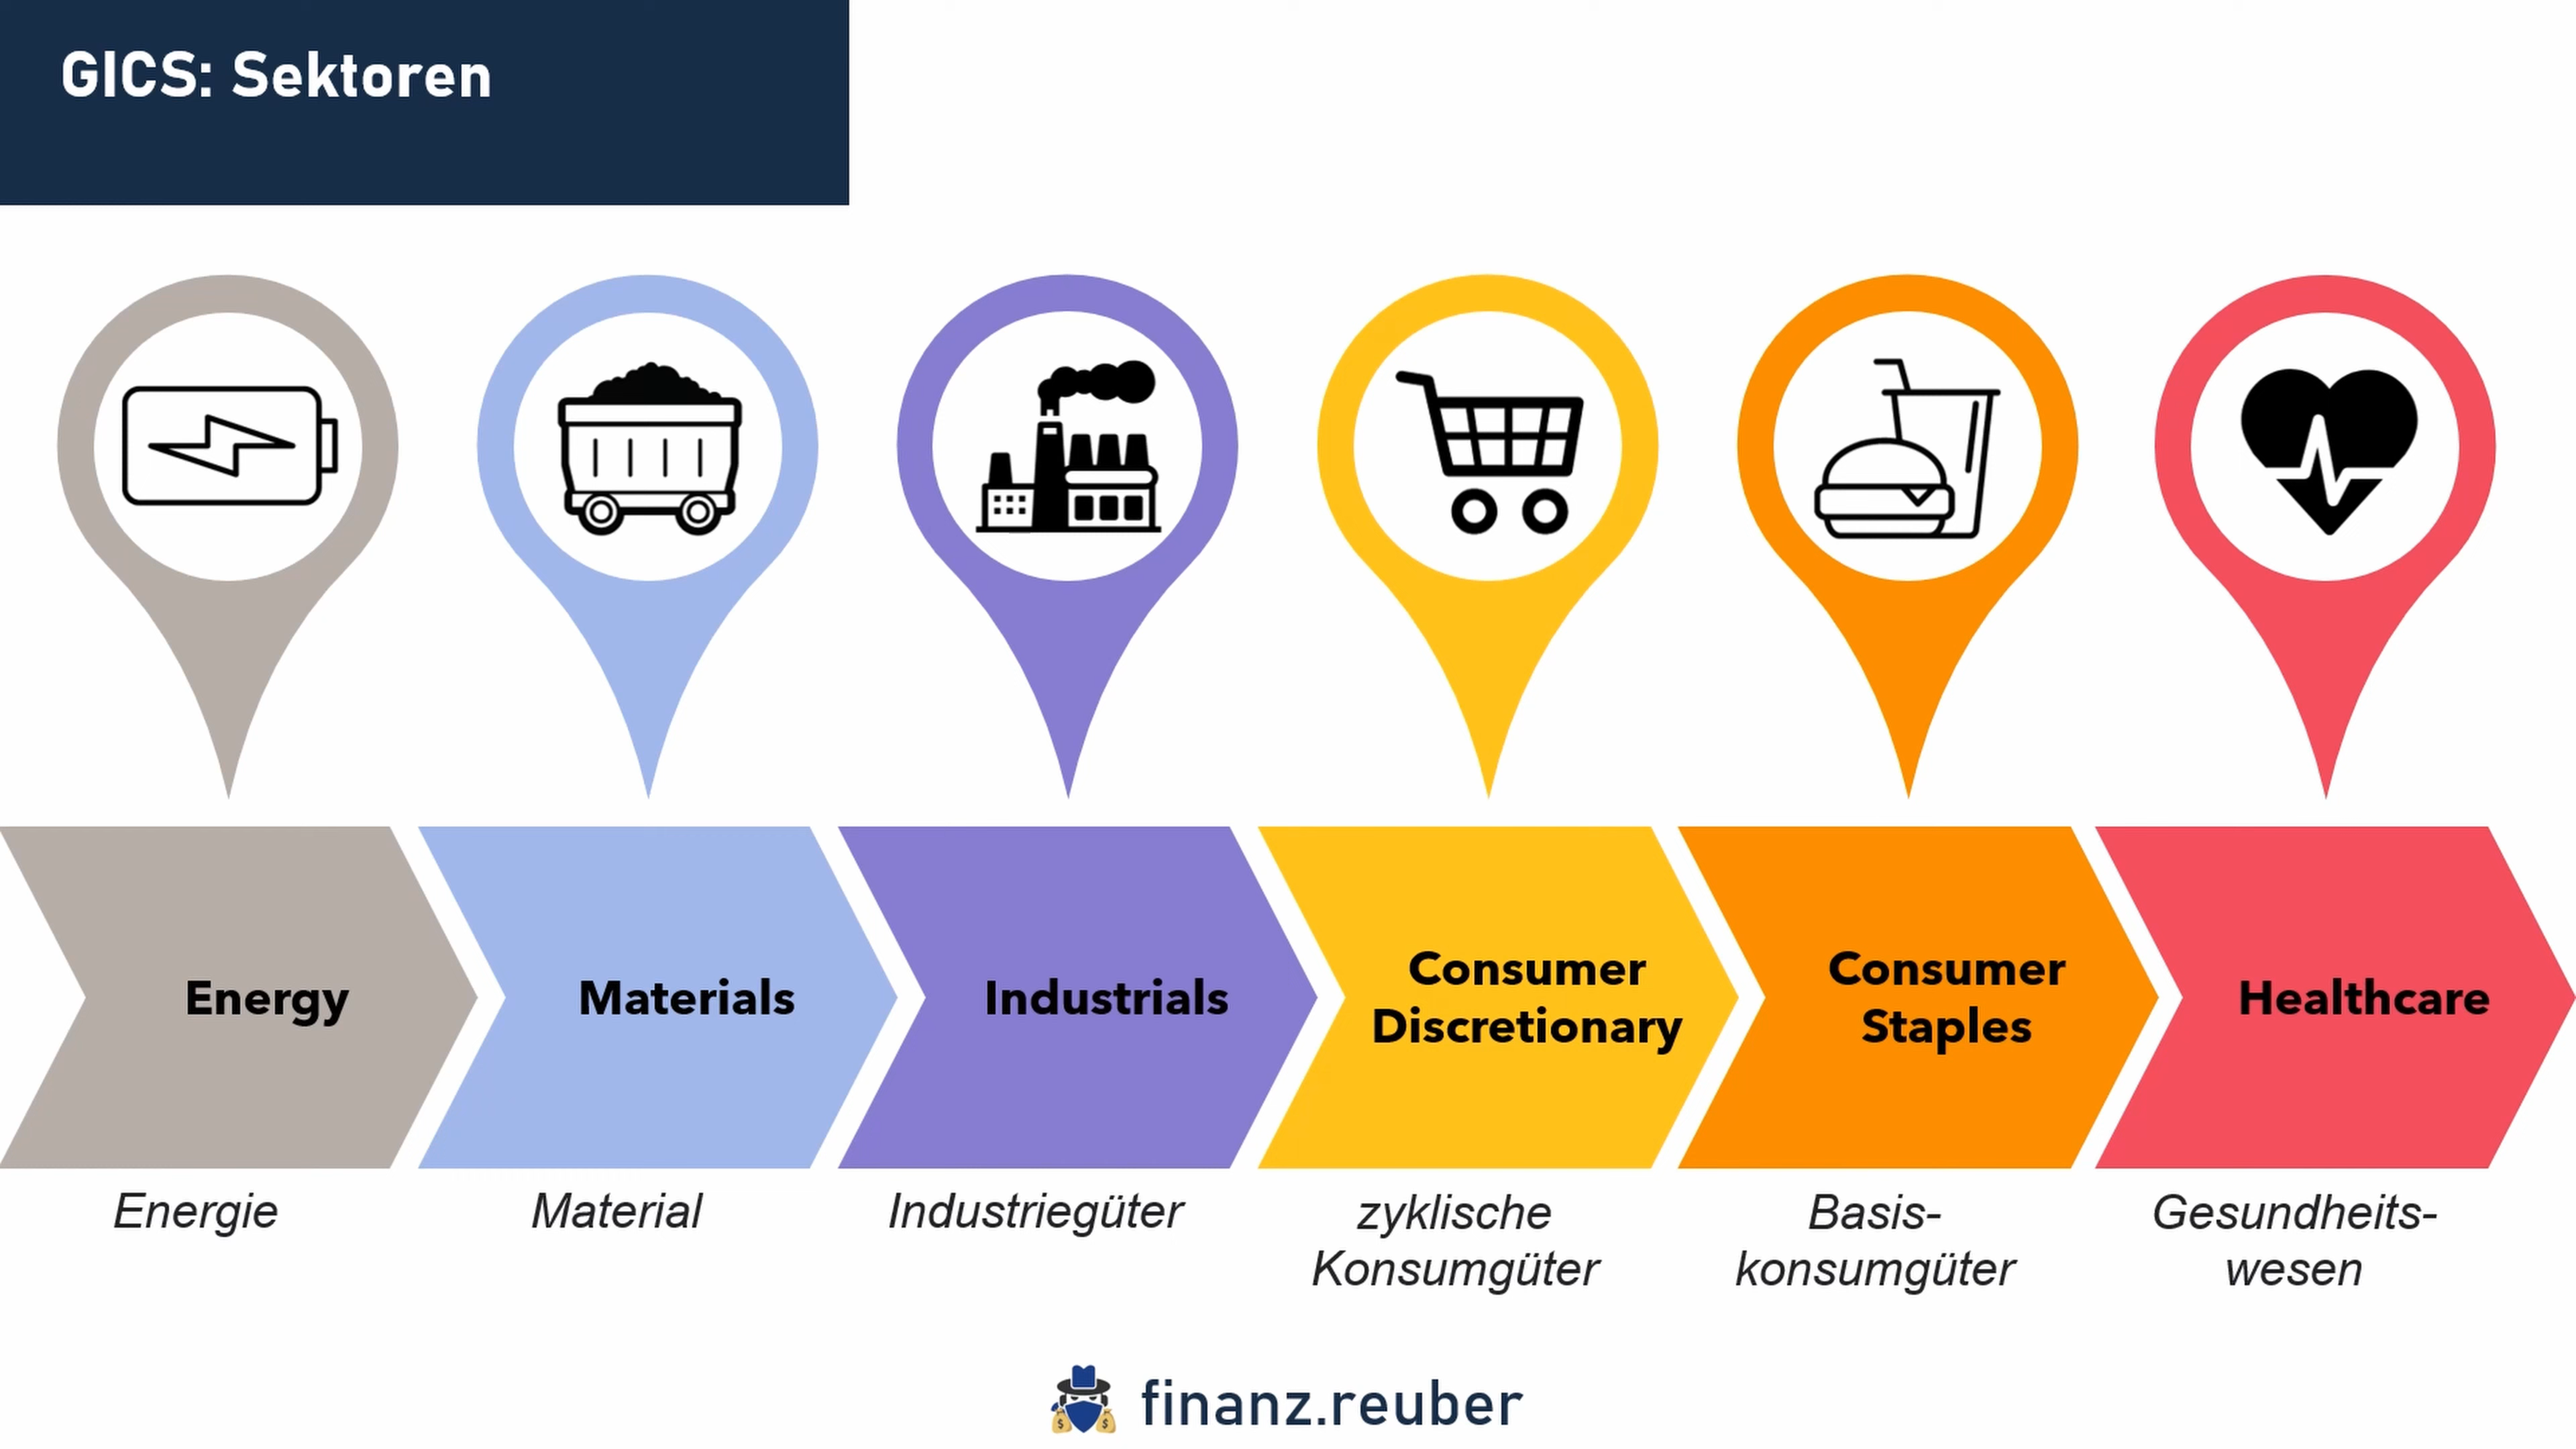 GICS: Sektoren
Energy
Materials
Industrials
Consumer
Discretionary
Consumer
Staples
Healthcare
Energie
Material
Industriegüter
zyklische
Konsumgüter
Basis-
konsumgüter
Gesundheits-
wesen
finanz.reuber